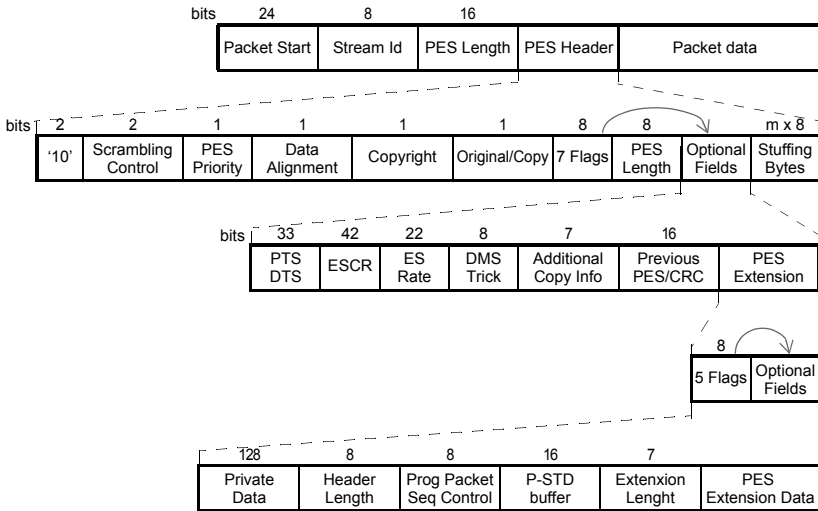 bits 24 8 16
Packet Start Stream Id PES Length PES Header Packet data
bits 2 2 1 1 1 1 8 8 m x 8
‘10’ Scrambling Control PES Priority Data Alignment Copyright Original/Copy 7 Flags PES Length Optional Fields Stuffing Bytes
bits 33 42 22 8 7 16
PTS DTS ESCR ES Rate DMS Trick Additional Copy Info Previous PES/CRC PES Extension
8
5 Flags Optional Fields
128 8 8 16 7
Private Data Header Length Prog Packet Seq Control P-STD buffer Extenxion Lenght PES Extension Data